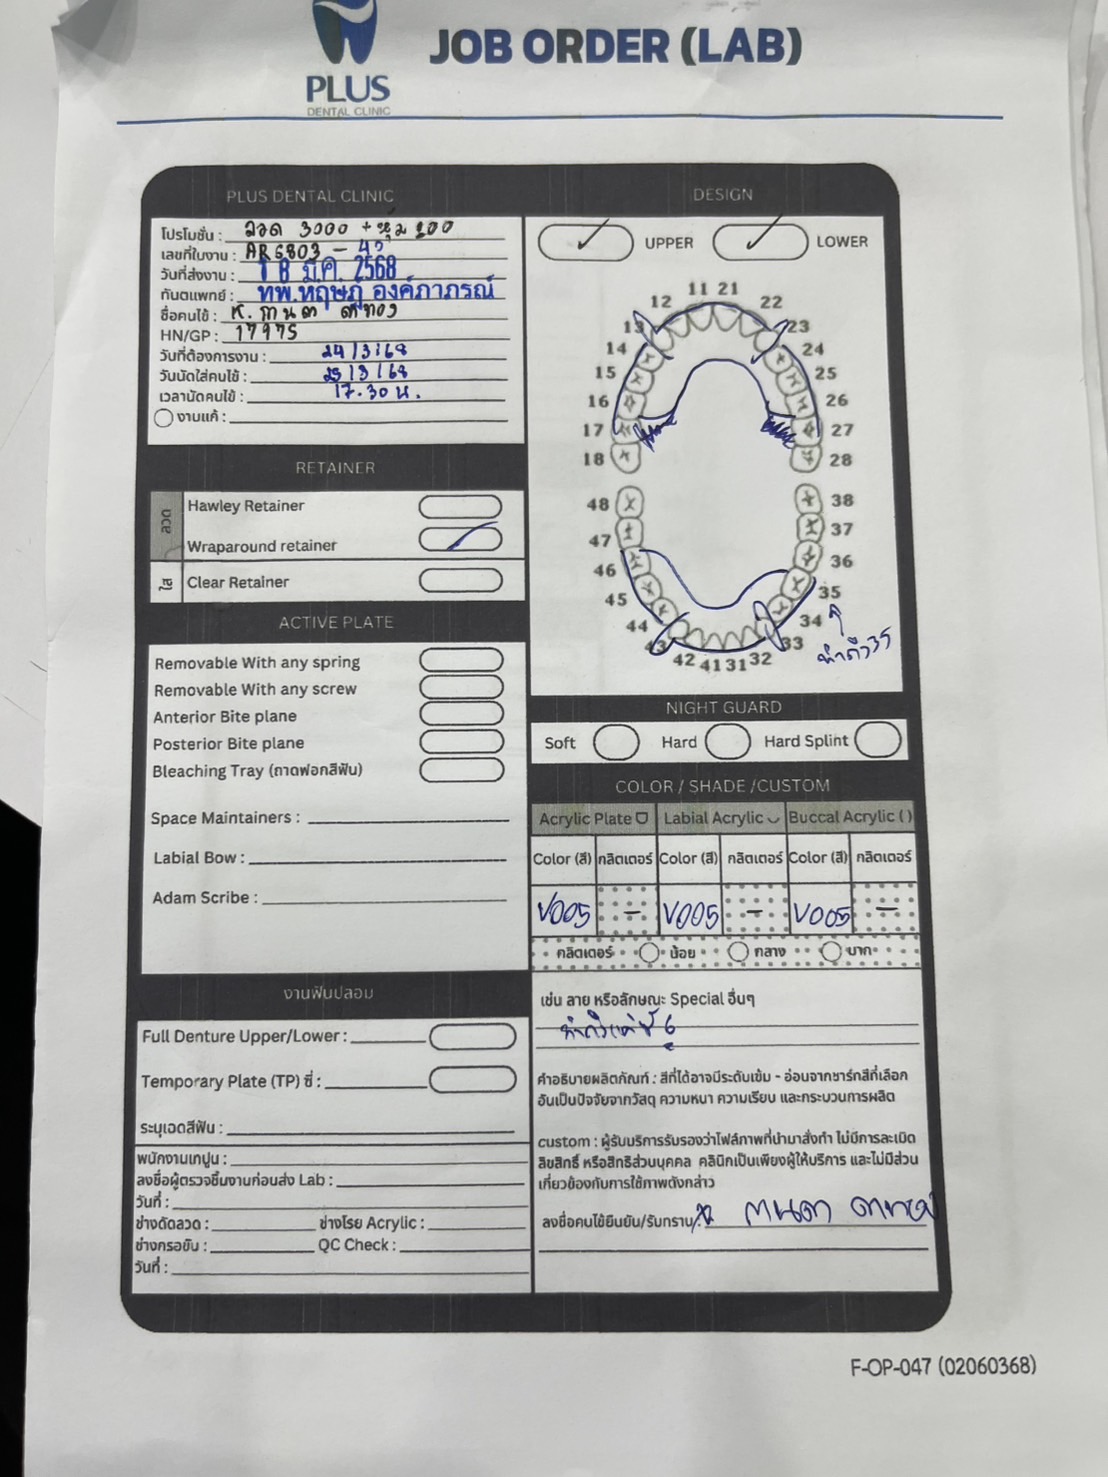 PLUS
DENTAL CLINIC
JOB ORDER (LAB)
PLUS DENTAL CLINIC
โปรโมชั่น : ลวด 3000 + 200
เลขที่ใบงาน : AR6803 -
วันที่ส่งงาน : 18 มี.ค. 2568
ทันตแพทย์ : ทพ.หฤษฎ์ องค์ภาภรณ์
ชื่อคนไข้ : K.
HN/GP : 17975
วันที่ต้องการงาน : 24/3/68
วันนัดใส่คนไข้ : 25/3/68
เวลานัดคนไข้ : 17.30 น.
งานแก้ :
DESIGN
UPPER
LOWER
11 21
12 22
13 23
14 24
15 25
16 26
17 27
18 28
48 38
47 37
46 36
45 35
44 34
43 33
42 41 31 32
ทำถึง 35
RETAINER
ลวด
Hawley Retainer
Wraparound retainer
ใส
Clear Retainer
ACTIVE PLATE
Removable With any spring
Removable With any screw
Anterior Bite plane
Posterior Bite plane
Bleaching Tray (ถาดฟอกสีฟัน)
Space Maintainers :
Labial Bow :
Adam Scribe :
NIGHT GUARD
Soft Hard Hard Splint
COLOR / SHADE /CUSTOM
Acrylic Plate Labial Acrylic Buccal Acrylic ( )
Color (สี) กลิตเตอร์ Color (สี) กลิตเตอร์ Color (สี) กลิตเตอร์
V005 - V005 - V005 -
กลิตเตอร์ น้อย กลาง มาก
เช่น ลาย หรือลักษณะ Special อื่นๆ
ทำถึงแค่ซี่ 6
คำอธิบายผลิตภัณฑ์ : สีที่ได้อาจมีระดับเข้ม - อ่อนจากชาร์ทสีที่เลือก
อันเป็นปัจจัยจากวัสดุ ความหนา ความเรียบ และกระบวนการผลิต
custom : ผู้รับบริการรับรองว่าไฟล์ภาพที่นำมาสั่งทำ ไม่มีการละเมิด
ลิขสิทธิ์ หรือสิทธิส่วนบุคคล คลินิกเป็นเพียงผู้ให้บริการ และไม่มีส่วน
เกี่ยวข้องกับการใช้ภาพดังกล่าว
ลงชื่อคนไข้ยืนยัน/รับทราบ
งานฟันปลอม
Full Denture Upper/Lower :
Temporary Plate (TP) ซี่ :
ระบุเฉดสีฟัน :
พนักงานเทปูน :
ลงชื่อผู้ตรวจชิ้นงานก่อนส่ง Lab :
วันที่ :
ช่างดัดลวด : ช่างโรย Acrylic :
ช่างกรอขัด : QC Check :
วันที่ :
F-OP-047 (02060368)